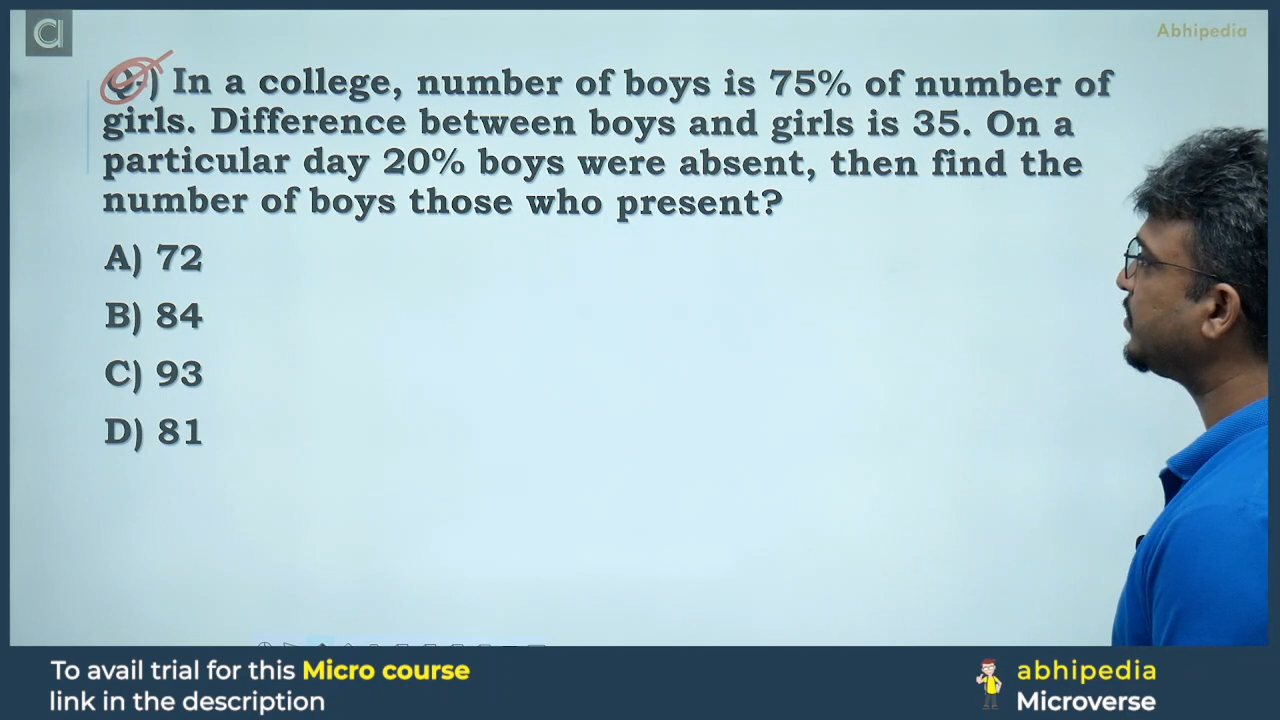 Abhipedia
Q.) In a college, number of boys is 75% of number of
girls. Difference between boys and girls is 35. On a
particular day 20% boys were absent, then find the
number of boys those who present?
A) 72
B) 84
C) 93
D) 81
To avail trial for this Micro course
link in the description
abhipedia
Microverse